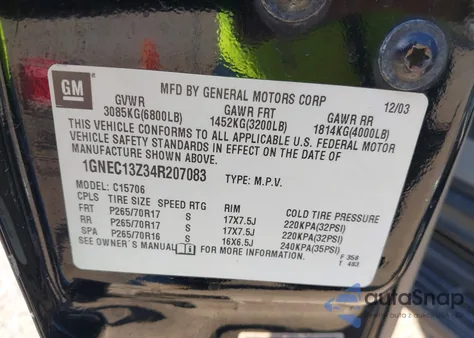 GM
MFD BY GENERAL MOTORS CORP 12/03
GVWR GAWR FRT GAWR RR
3085KG(6800LB) 1452KG(3200LB) 1814KG(4000LB)
THIS VEHICLE CONFORMS TO ALL APPLICABLE U.S. FEDERAL MOTOR
VEHICLE SAFETY STANDARDS IN EFFECT ON THE DATE OF
MANUFACTURE SHOWN ABOVE.
1GNEC13Z34R207083 TYPE: M.P.V.
MODEL: C15706
CPLS TIRE SIZE SPEED RTG RIM COLD TIRE PRESSURE
FRT P265/70R17 S 17X7.5J 220KPA(32PSI)
RR P265/70R17 S 17X7.5J 220KPA(32PSI)
SPA P265/70R16 S 16X6.5J 240KPA(35PSI)
SEE OWNER'S MANUAL FOR MORE INFORMATION.
F 358
T 483
autoSnap